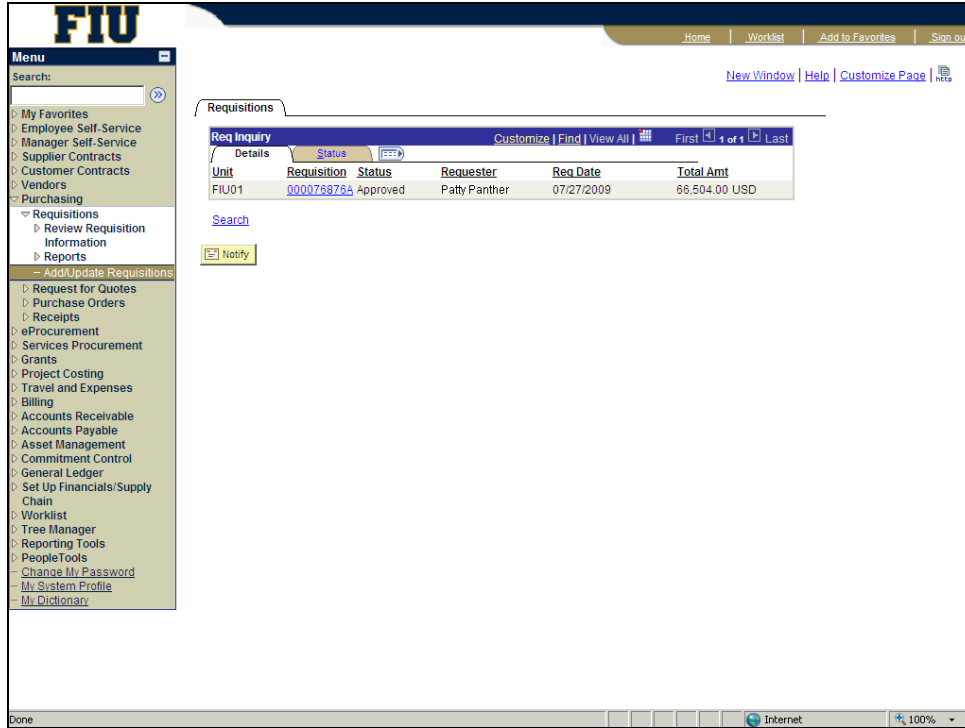 FIU
Home | Worklist | Add to Favorites | Sign ou
Menu
Search:
New Window | Help | Customize Page | http
My Favorites
Employee Self-Service
Manager Self-Service
Supplier Contracts
Customer Contracts
Vendors
Purchasing
Requisitions
Review Requisition
Information
Reports
– Add/Update Requisitions
Request for Quotes
Purchase Orders
Receipts
eProcurement
Services Procurement
Grants
Project Costing
Travel and Expenses
Billing
Accounts Receivable
Accounts Payable
Asset Management
Commitment Control
General Ledger
Set Up Financials/Supply
Chain
Worklist
Tree Manager
Reporting Tools
PeopleTools
– Change My Password
– My System Profile
– My Dictionary
Requisitions
Req Inquiry Customize | Find | View All | First 1 of 1 Last
Details Status
Unit Requisition Status Requester Req Date Total Amt
FIU01 000076876A Approved Patty Panther 07/27/2009 66,504.00 USD
Search
Notify
Done Internet 100%